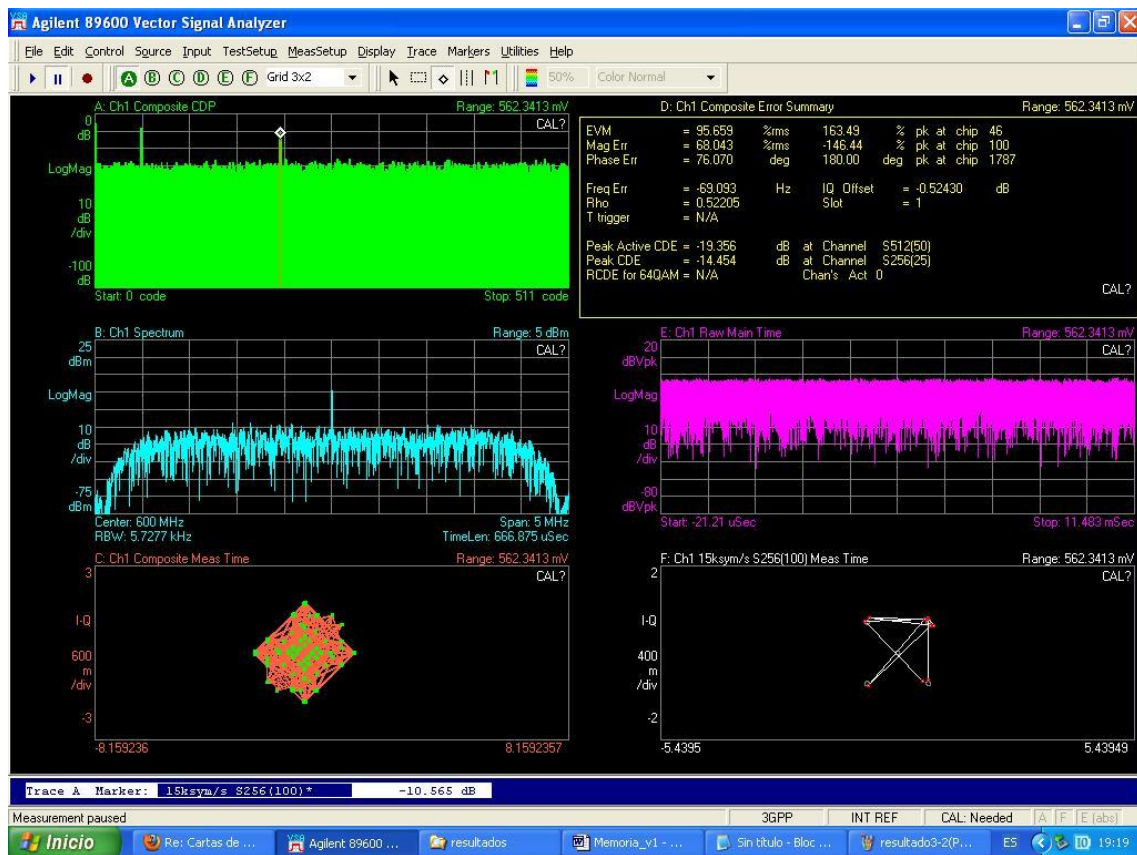 Agilent 89600 Vector Signal Analyzer
File Edit Control Source Input TestSetup MeasSetup Display Trace Markers Utilities Help
A B C D E F Grid 3x2 50% Color Normal
A: Ch1 Composite CDP Range: 562.3413 mV
0
dB
CAL?
LogMag
10
dB
/div
-100
dB
Start: 0 code Stop: 511 code
D: Ch1 Composite Error Summary Range: 562.3413 mV
EVM = 95.659 %rms 163.49 % pk at chip 46
Mag Err = 68.043 %rms -146.44 % pk at chip 100
Phase Err = 76.070 deg 180.00 deg pk at chip 1787
Freq Err = -69.093 Hz IQ Offset = -0.52430 dB
Rho = 0.52205 Slot = 1
T trigger = N/A
Peak Active CDE = -19.356 dB at Channel S512(50)
Peak CDE = -14.454 dB at Channel S256(25)
RCDE for 64QAM = N/A Chan's Act 0
CAL?
B: Ch1 Spectrum Range: 5 dBm
25
dBm
CAL?
LogMag
10
dB
/div
-75
dBm
Center: 600 MHz Span: 5 MHz
RBW: 5.7277 kHz TimeLen: 666.875 uSec
E: Ch1 Raw Main Time Range: 562.3413 mV
20
dBVpk
CAL?
LogMag
10
dB
/div
-80
dBVpk
Start: -21.21 uSec Stop: 11.483 mSec
C: Ch1 Composite Meas Time Range: 562.3413 mV
3
CAL?
I-Q
600
m
/div
-3
-8.159236 8.1592357
F: Ch1 15ksym/s S256(100) Meas Time Range: 562.3413 mV
2
CAL?
I-Q
400
m
/div
-2
-5.4395 5.43949
Trace A Marker: 15ksym/s S256(100)* -10.565 dB
Measurement paused 3GPP INT REF CAL: Needed A F E (abs)
Inicio Re: Cartas de ... Agilent 89600 ... resultados Memoria_v1 - ... Sin título - Bloc ... resultado3-2(P... ES 19:19